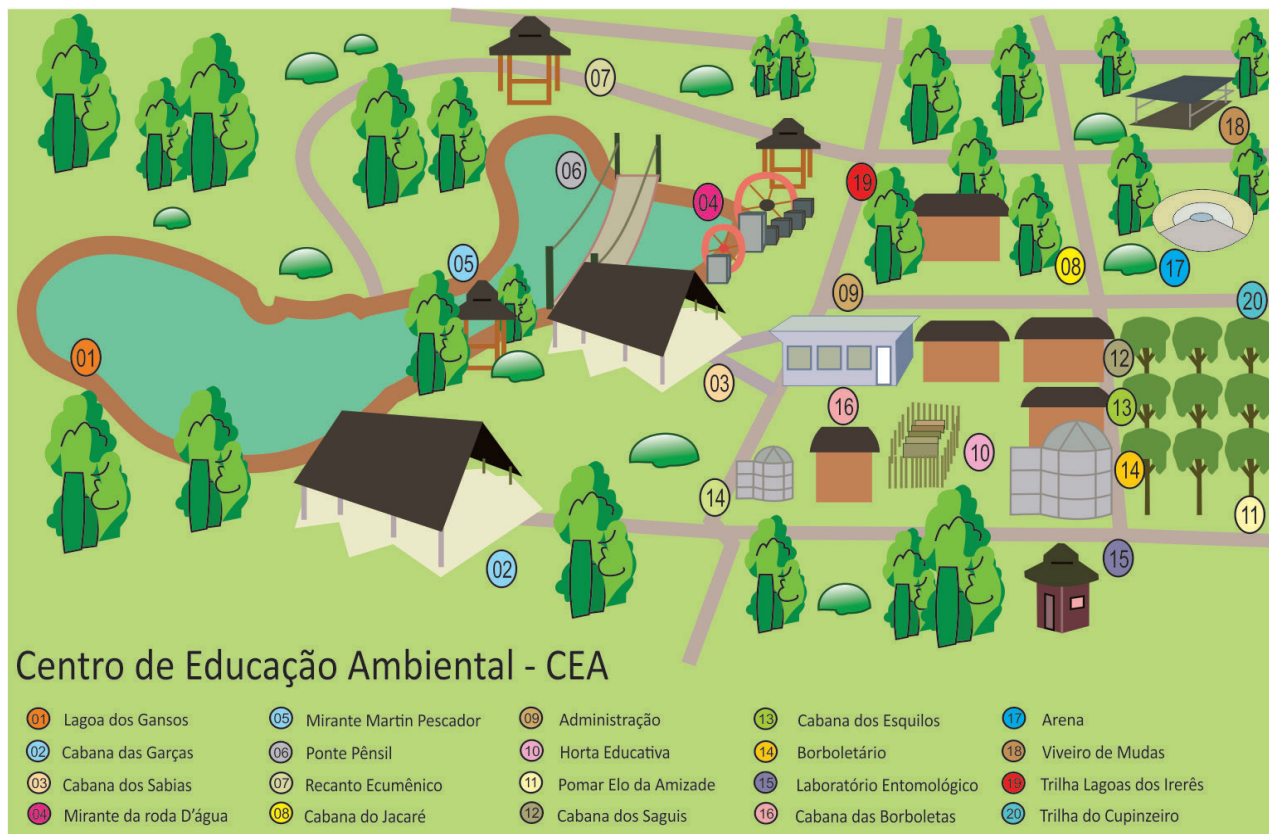 07
06
18
04
19
05
08
17
09
20
01
12
03
16
13
10
14
14
11
02
15
Centro de Educação Ambiental - CEA
01 Lagoa dos Gansos
02 Cabana das Garças
03 Cabana dos Sabias
04 Mirante da roda D'água
05 Mirante Martin Pescador
06 Ponte Pênsil
07 Recanto Ecumênico
08 Cabana do Jacaré
09 Administração
10 Horta Educativa
11 Pomar Elo da Amizade
12 Cabana dos Saguis
13 Cabana dos Esquilos
14 Borboletário
15 Laboratório Entomológico
16 Cabana das Borboletas
17 Arena
18 Viveiro de Mudas
19 Trilha Lagoas dos Irerês
20 Trilha do Cupinzeiro